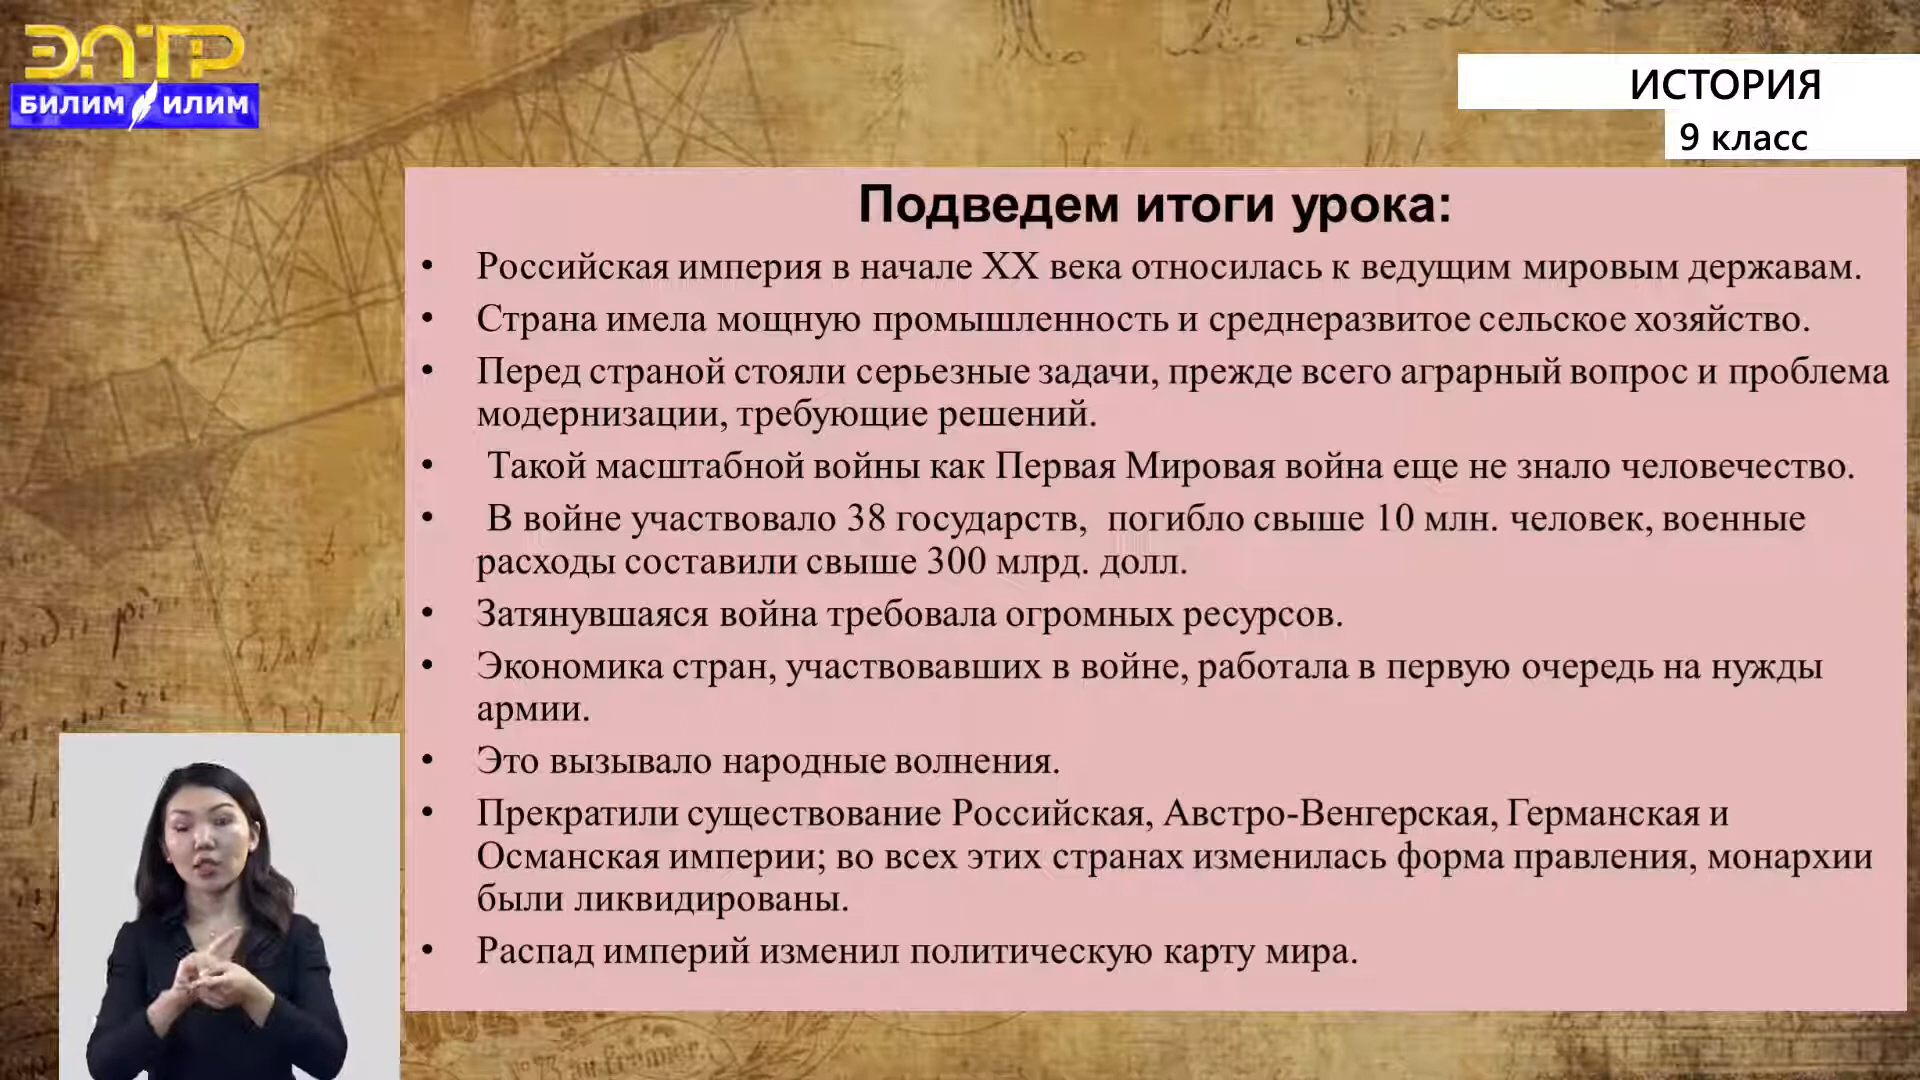 ЭЛТР
БИЛИМ ИЛИМ
ИСТОРИЯ
9 класс
Подведем итоги урока:
• Российская империя в начале XX века относилась к ведущим мировым державам.
• Страна имела мощную промышленность и среднеразвитое сельское хозяйство.
• Перед страной стояли серьезные задачи, прежде всего аграрный вопрос и проблема
модернизации, требующие решений.
• Такой масштабной войны как Первая Мировая война еще не знало человечество.
• В войне участвовало 38 государств, погибло свыше 10 млн. человек, военные
расходы составили свыше 300 млрд. долл.
• Затянувшаяся война требовала огромных ресурсов.
• Экономика стран, участвовавших в войне, работала в первую очередь на нужды
армии.
• Это вызывало народные волнения.
• Прекратили существование Российская, Австро-Венгерская, Германская и
Османская империи; во всех этих странах изменилась форма правления, монархии
были ликвидированы.
• Распад империй изменил политическую карту мира.